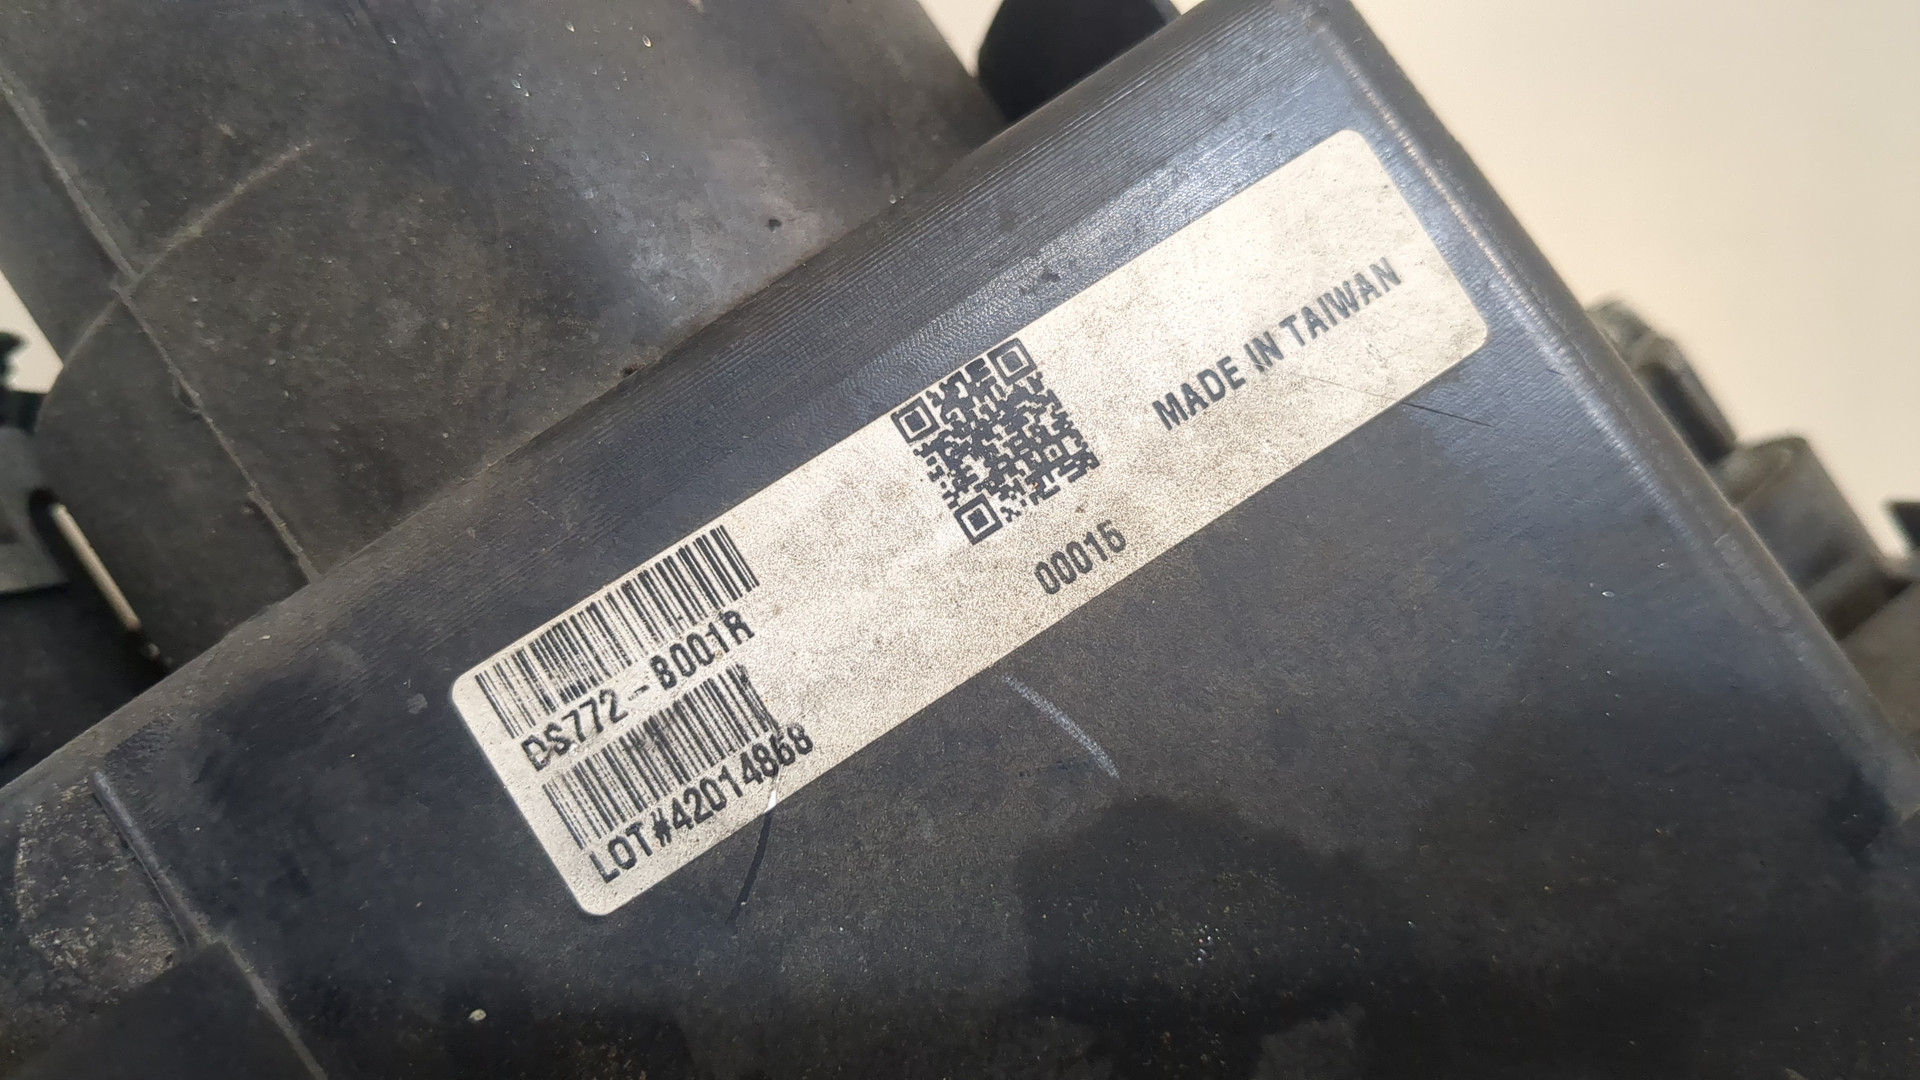 DS772-B001R
LOT#42014868
00015
MADE IN TAIWAN